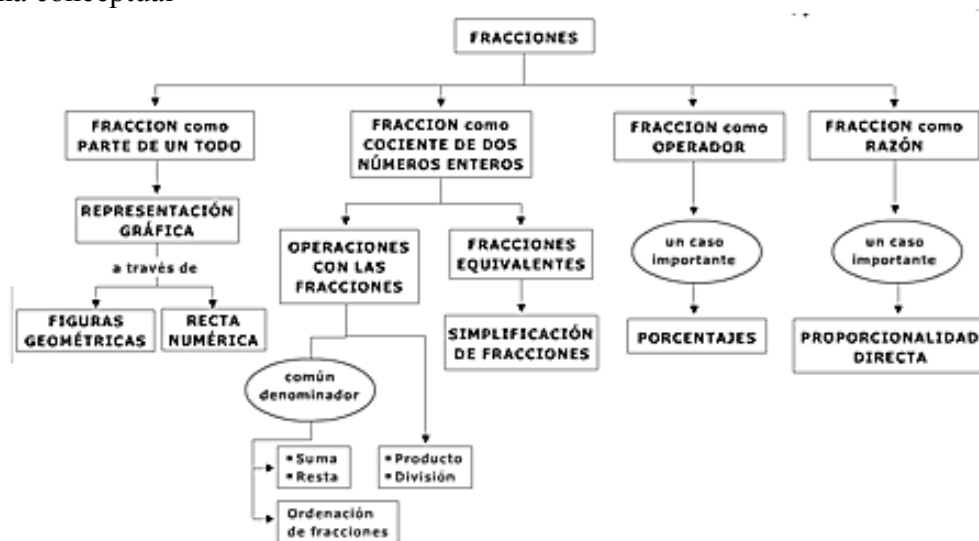 conceptual
FRACCIONES
FRACCION como
PARTE DE UN TODO
FRACCION como
COCIENTE DE DOS
NÚMEROS ENTEROS
FRACCION como
OPERADOR
FRACCION como
RAZÓN
REPRESENTACIÓN
GRÁFICA
a través de
FIGURAS
GEOMÉTRICAS
RECTA
NUMÉRICA
OPERACIONES
CON LAS
FRACCIONES
FRACCIONES
EQUIVALENTES
SIMPLIFICACIÓN
DE FRACCIONES
un caso
importante
PORCENTAJES
un caso
importante
PROPORCIONALIDAD
DIRECTA
común
denominador
▪ Suma
▪ Resta
▪ Producto
▪ División
Ordenación
de fracciones